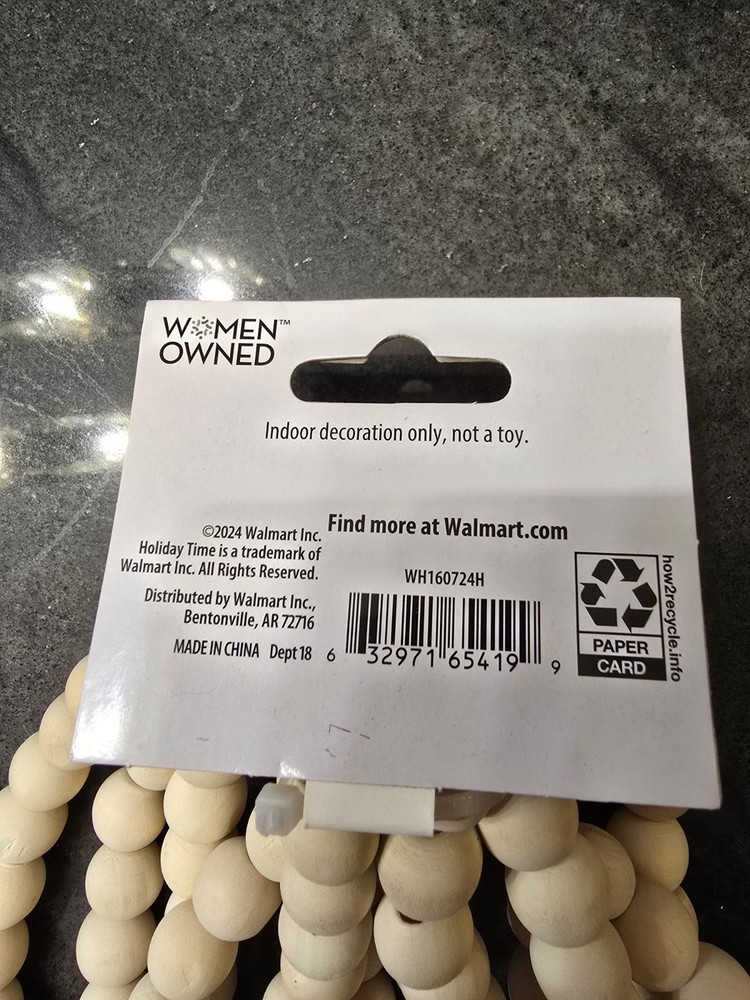 WOMEN™
OWNED
Indoor decoration only, not a toy.
©2024 Walmart Inc.
Holiday Time is a trademark of
Walmart Inc. All Rights Reserved.
Distributed by Walmart Inc.,
Bentonville, AR 72716
MADE IN CHINA Dept 18
Find more at Walmart.com
WH160724H
6 32971 65419 9
PAPER
CARD
how2recycle.info